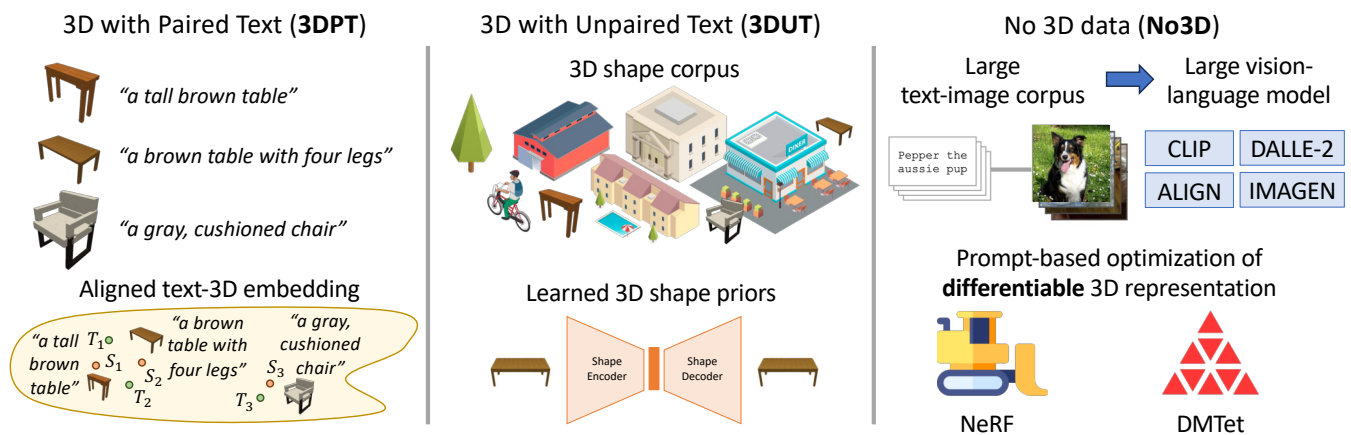 3D with Paired Text (3DPT)
"a tall brown table"
"a brown table with four legs"
"a gray, cushioned chair"
Aligned text-3D embedding
"a tall
brown
table"
T1
S1
S2
T2
"a brown
table with
four legs"
"a gray,
cushioned
chair"
S3
T3
3D with Unpaired Text (3DUT)
3D shape corpus
DINER
Learned 3D shape priors
Shape
Encoder
Shape
Decoder
No 3D data (No3D)
Large
text-image corpus
Large vision-
language model
Pepper the
aussie pup
CLIP
DALLE-2
ALIGN
IMAGEN
Prompt-based optimization of
differentiable 3D representation
NeRF
DMTet